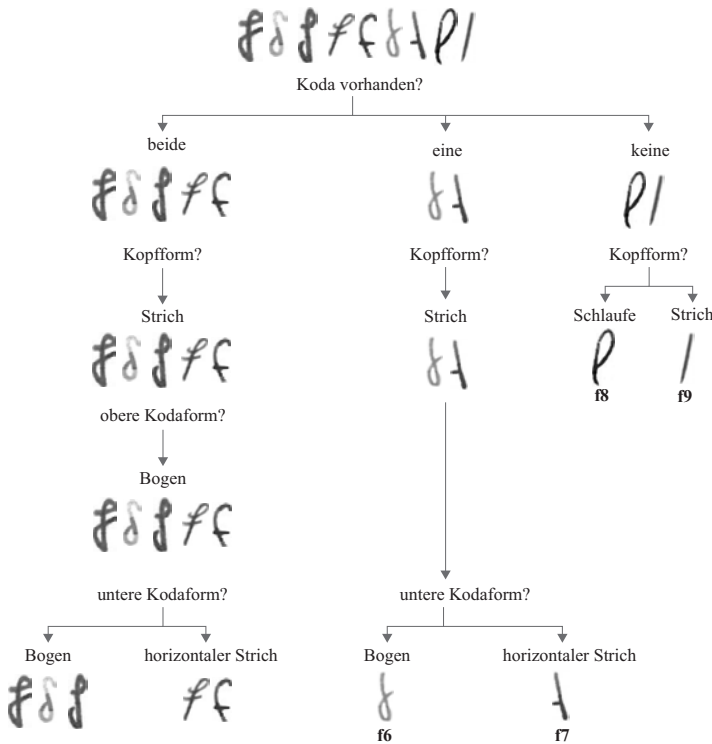 Koda vorhanden?
beide
eine
keine
Kopfform?
Kopfform?
Kopfform?
Strich
Strich
Schlaufe
Strich
f8
f9
obere Kodaform?
Bogen
untere Kodaform?
untere Kodaform?
Bogen
horizontaler Strich
Bogen
horizontaler Strich
f6
f7